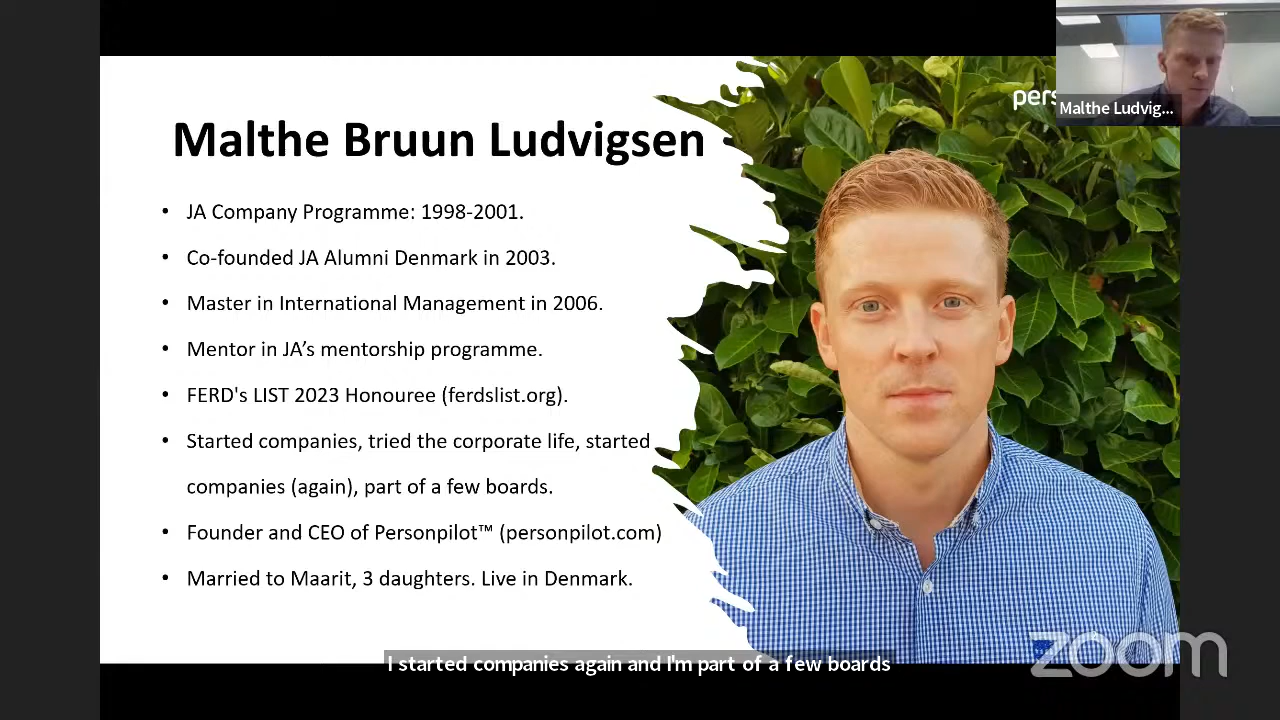 Malthe Bruun Ludvigsen
• JA Company Programme: 1998-2001.
• Co-founded JA Alumni Denmark in 2003.
• Master in International Management in 2006.
• Mentor in JA’s mentorship programme.
• FERD's LIST 2023 Honouree (ferdslist.org).
• Started companies, tried the corporate life, started
companies (again), part of a few boards.
• Founder and CEO of Personpilot™ (personpilot.com)
• Married to Maarit, 3 daughters. Live in Denmark.
pers
Malthe Ludvig...
I started companies again and I'm part of a few boards
zoom